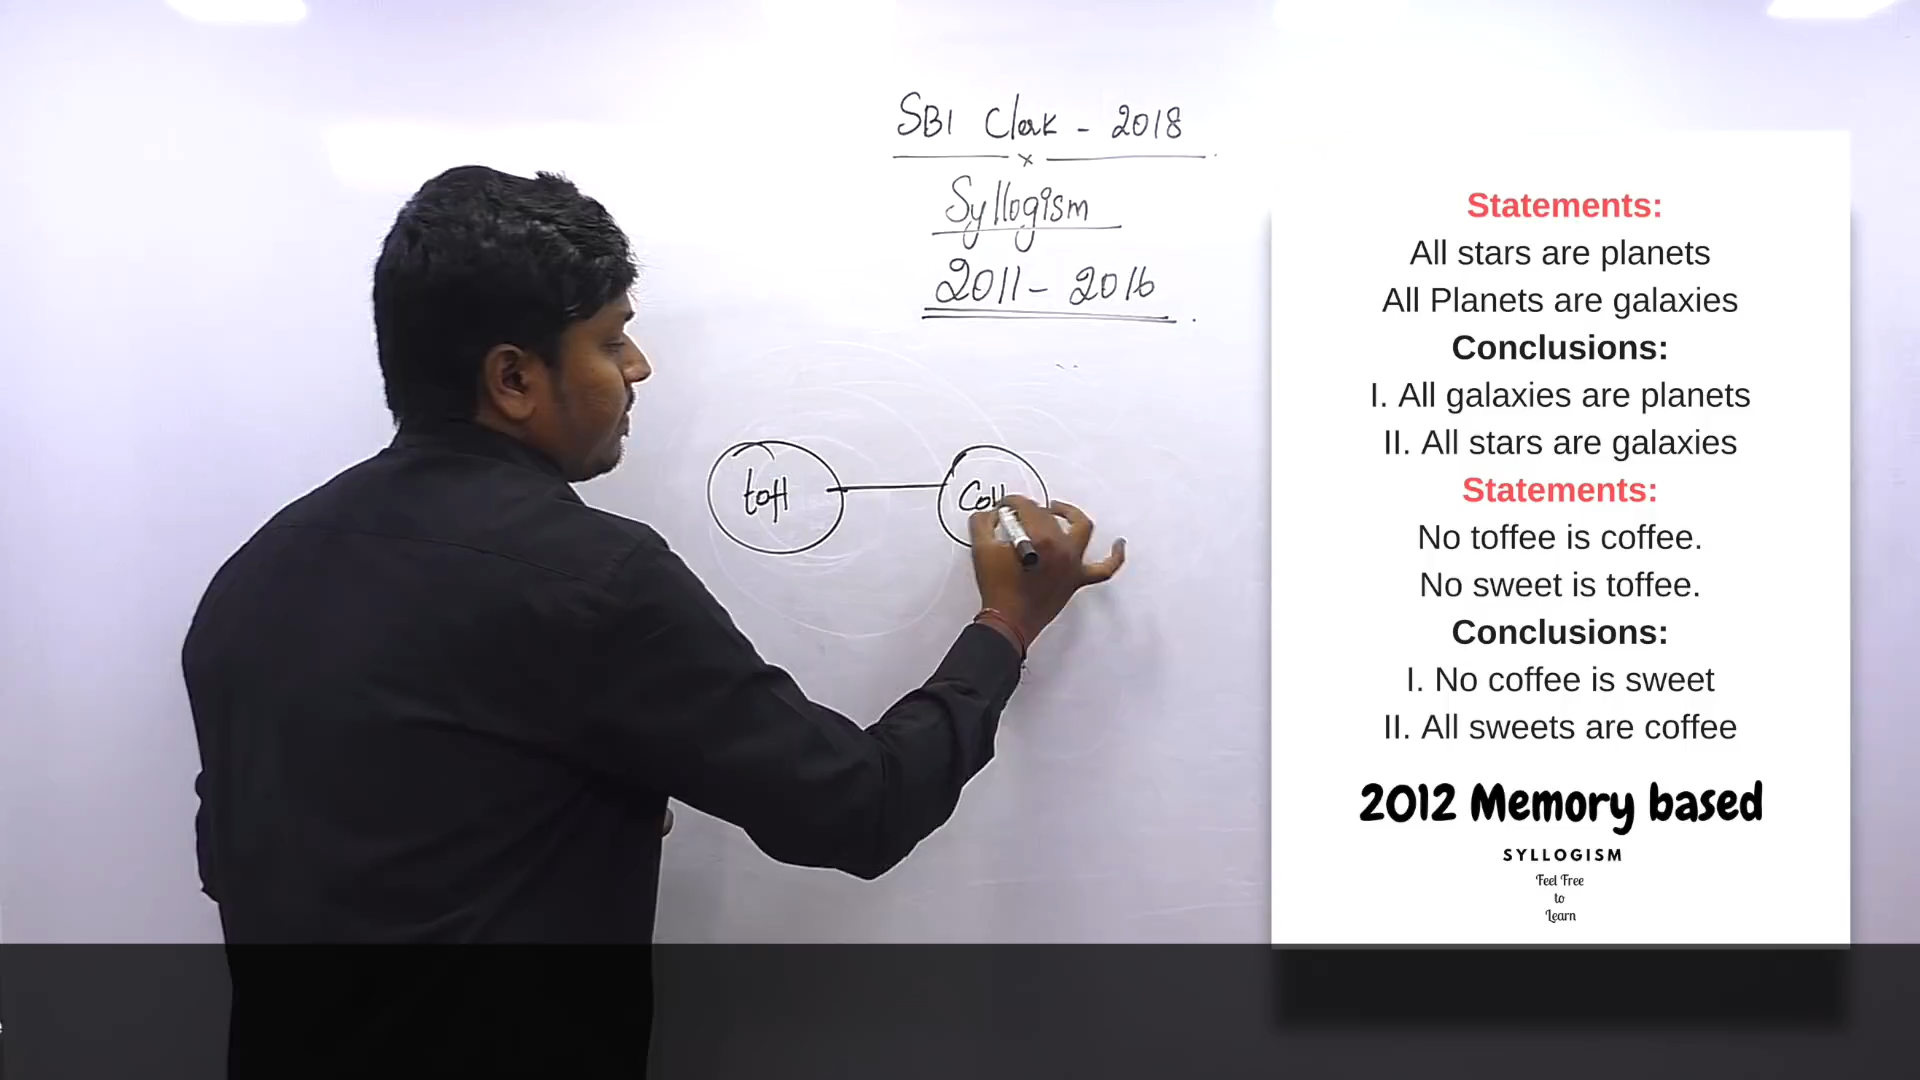 SBI Clerk - 2018
x
Syllogism
2011 - 2016
toff
Coff
Statements:
All stars are planets
All Planets are galaxies
Conclusions:
I. All galaxies are planets
II. All stars are galaxies
Statements:
No toffee is coffee.
No sweet is toffee.
Conclusions:
I. No coffee is sweet
II. All sweets are coffee
2012 Memory based
SYLLOGISM
Feel Free
to
Learn